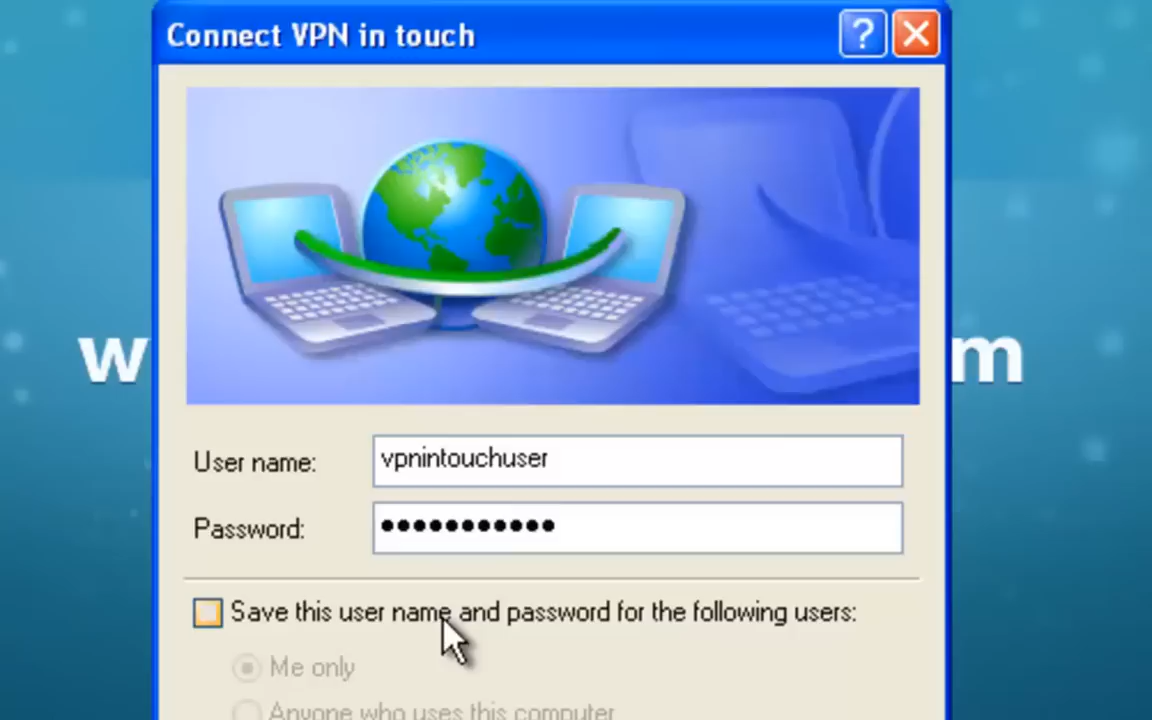 Connect VPN in touch
w
m
User name:
vpnintouchuser
Password:
Save this user name and password for the following users:
Me only
Anyone who uses this computer